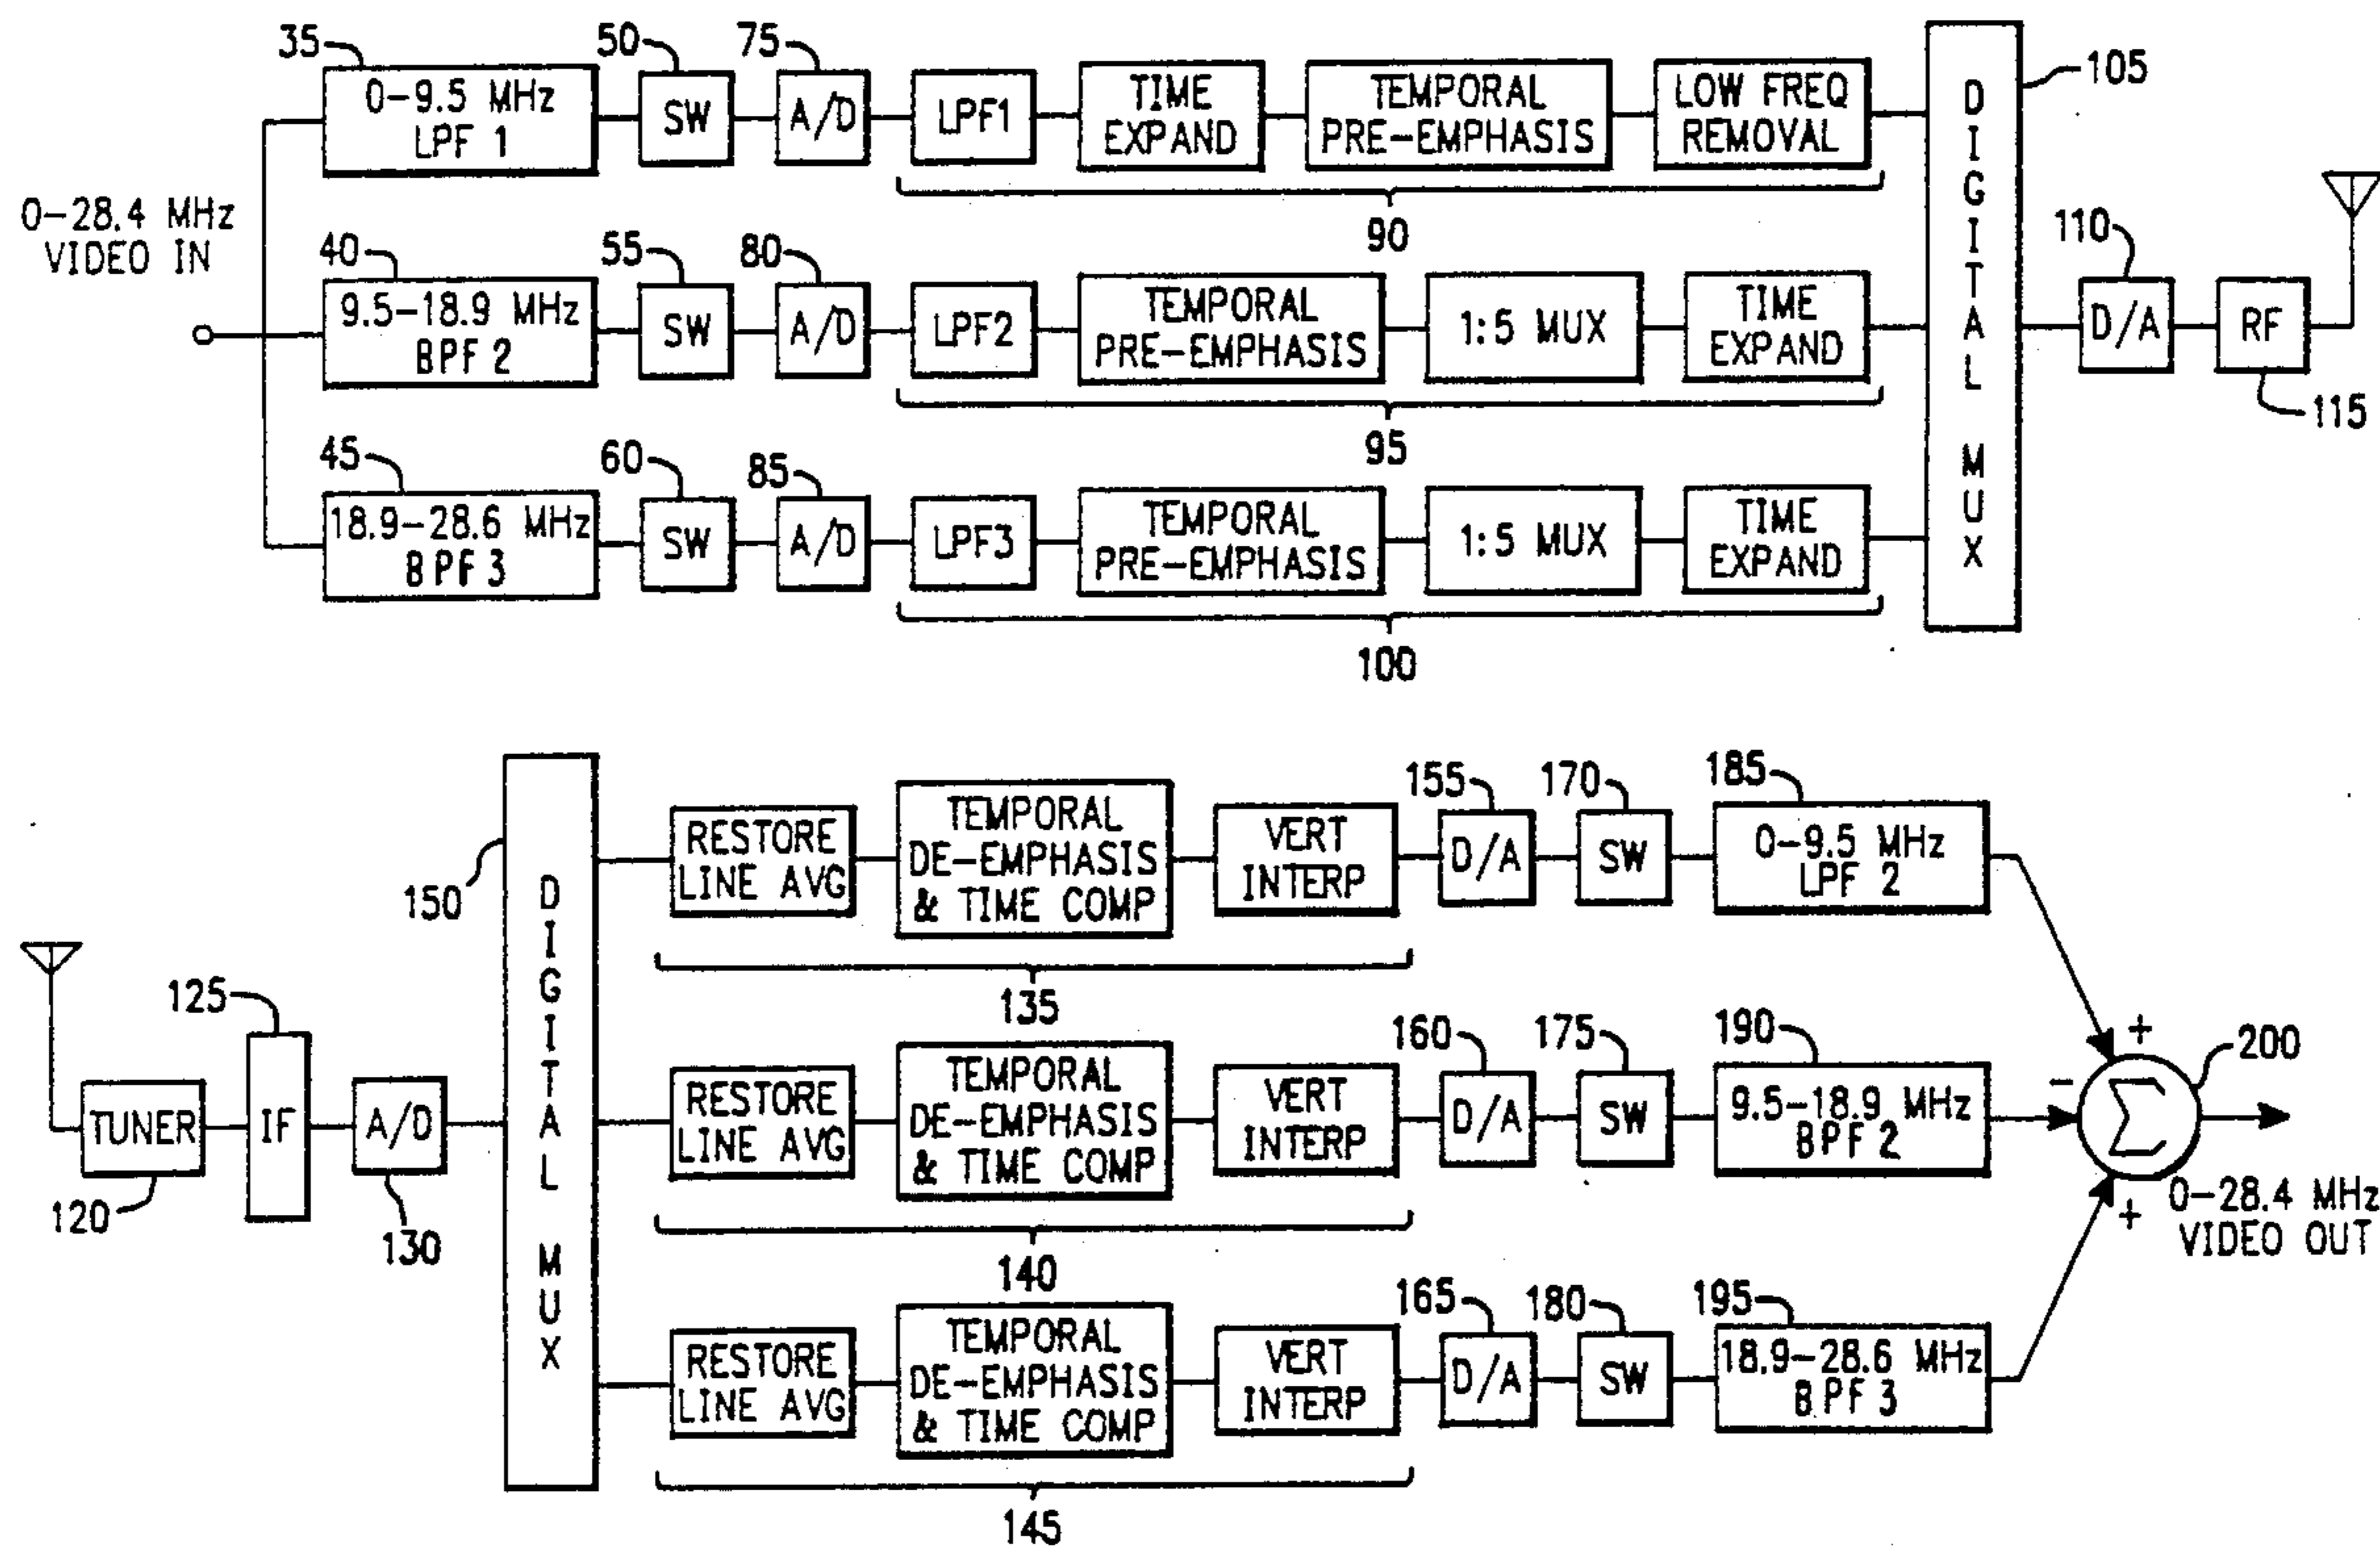 35
50
75
0-9.5 MHz
LPF 1
SW
A/D
LPF1
TIME
EXPAND
TEMPORAL
PRE-EMPHASIS
LOW FREQ
REMOVAL
90
DIGITAL MUX
105
0-28.4 MHz
VIDEO IN
40
55
80
9.5-18.9 MHz
BPF 2
SW
A/D
LPF2
TEMPORAL
PRE-EMPHASIS
1:5 MUX
TIME
EXPAND
95
110
D/A
RF
115
45
60
85
18.9-28.6 MHz
BPF 3
SW
A/D
LPF3
TEMPORAL
PRE-EMPHASIS
1:5 MUX
TIME
EXPAND
100
TUNER
120
125
IF
A/D
130
150
DIGITAL MUX
RESTORE
LINE AVG
TEMPORAL
DE-EMPHASIS
& TIME COMP
VERT
INTERP
135
155
D/A
170
SW
185
0-9.5 MHz
LPF 2
RESTORE
LINE AVG
TEMPORAL
DE-EMPHASIS
& TIME COMP
VERT
INTERP
140
160
D/A
175
SW
190
9.5-18.9 MHz
BPF 2
RESTORE
LINE AVG
TEMPORAL
DE-EMPHASIS
& TIME COMP
VERT
INTERP
145
165
D/A
180
SW
195
18.9-28.6 MHz
BPF 3
+
−
+
Σ
200
0-28.4 MHz
VIDEO OUT